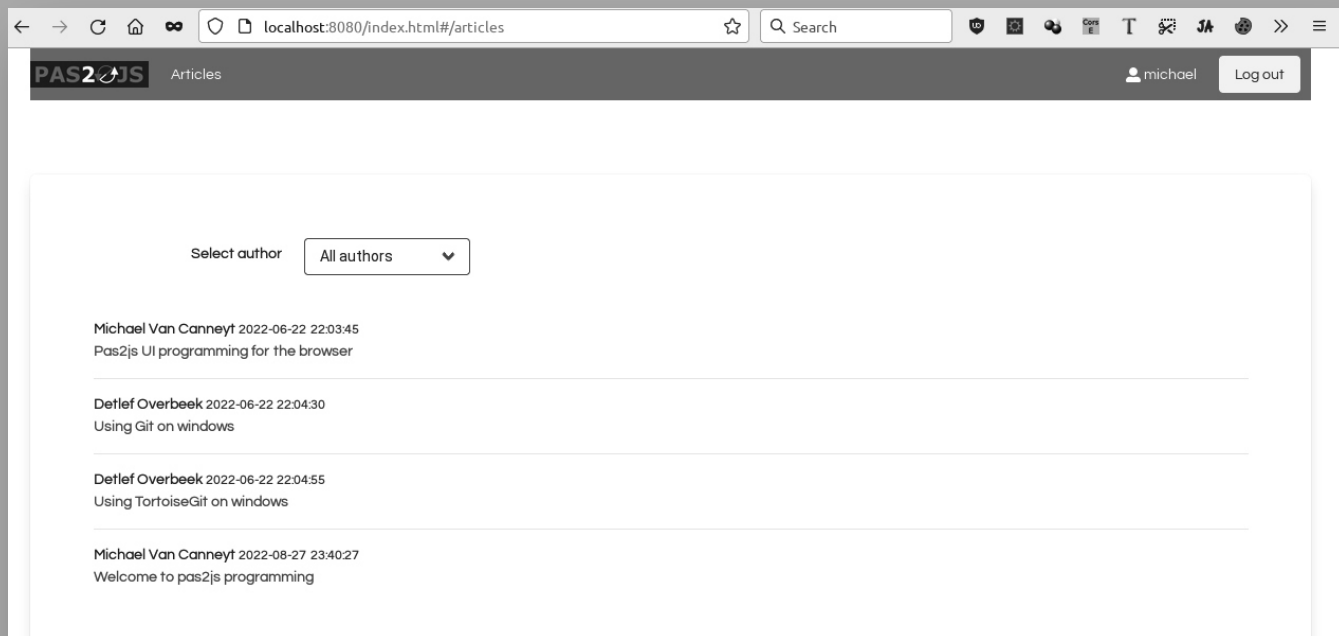 localhost:8080/index.html#/articles
Search
PAS2JS Articles michael Log out
Select author All authors
Michael Van Canneyt 2022-06-22 22:03:45
Pas2js UI programming for the browser
Detlef Overbeek 2022-06-22 22:04:30
Using Git on windows
Detlef Overbeek 2022-06-22 22:04:55
Using TortoiseGit on windows
Michael Van Canneyt 2022-08-27 23:40:27
Welcome to pas2js programming